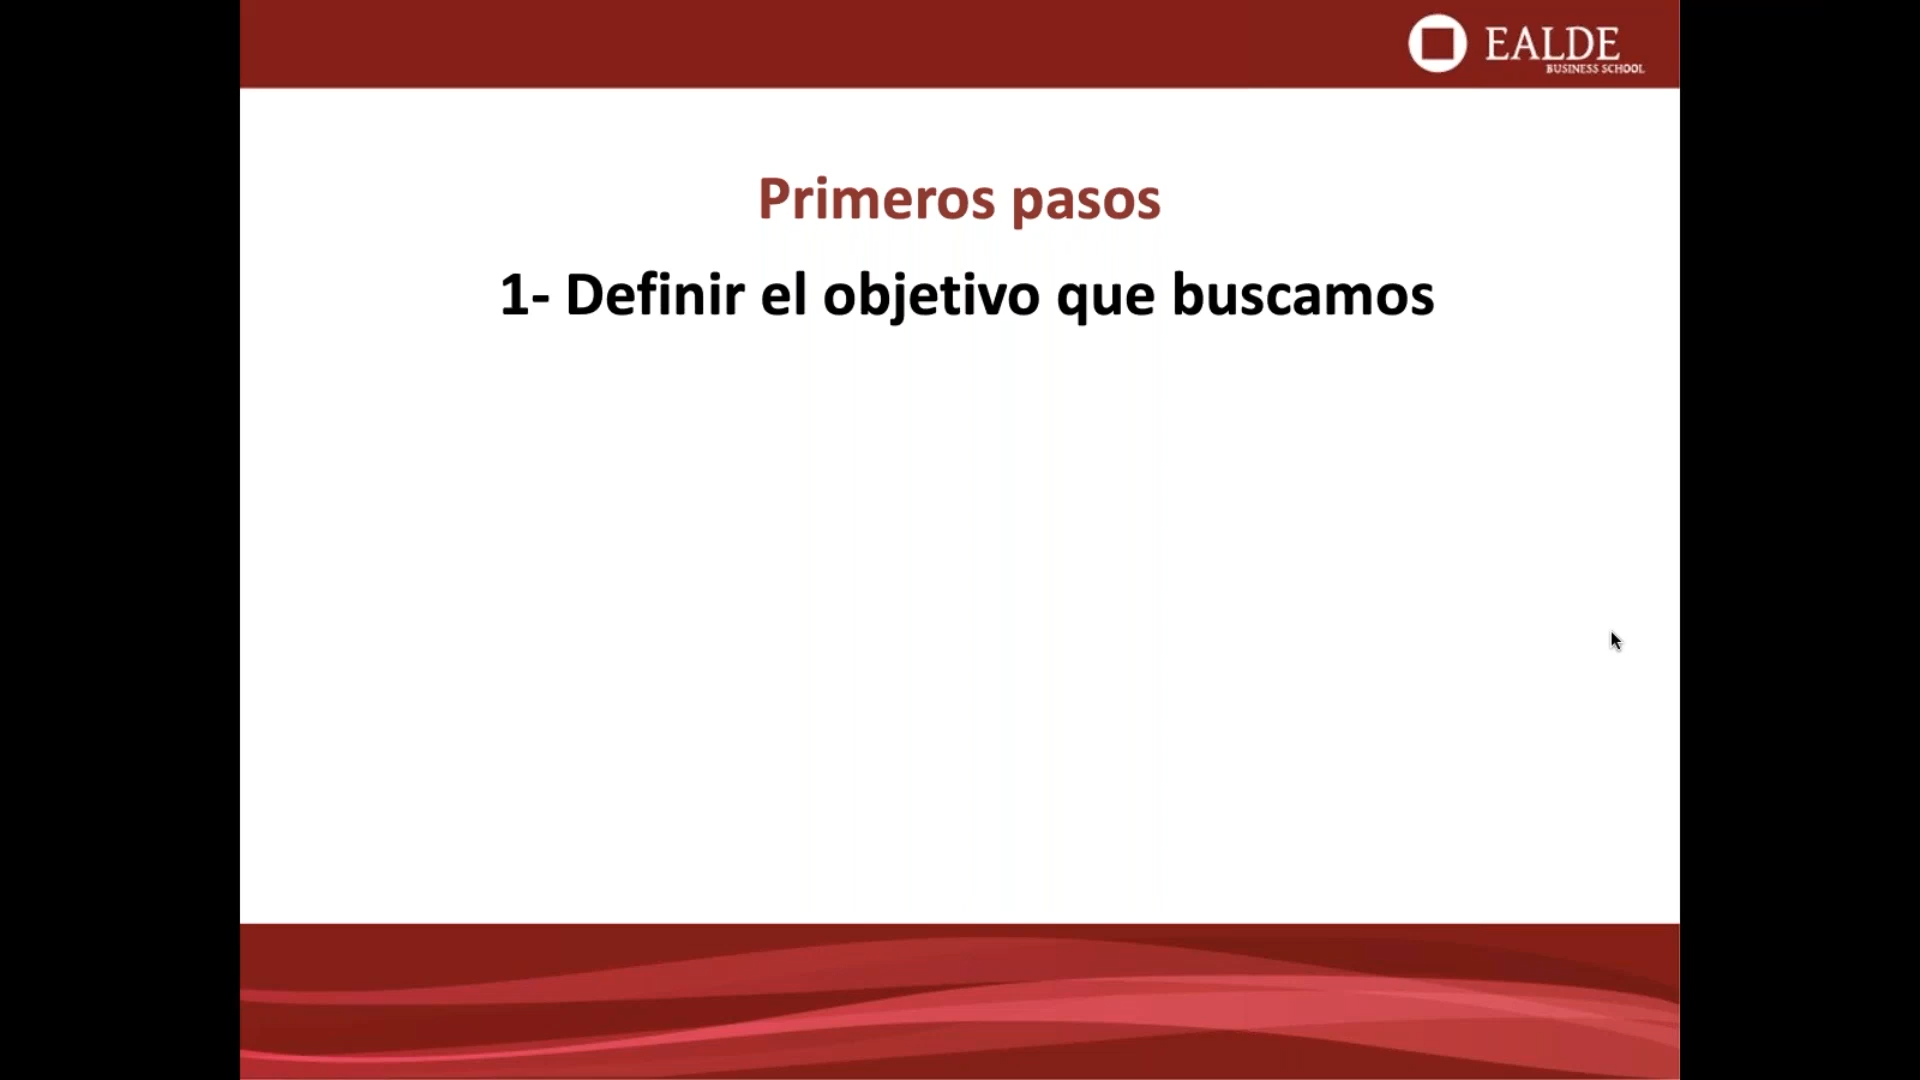 EALDE
BUSINESS SCHOOL
Primeros pasos
1- Definir el objetivo que buscamos